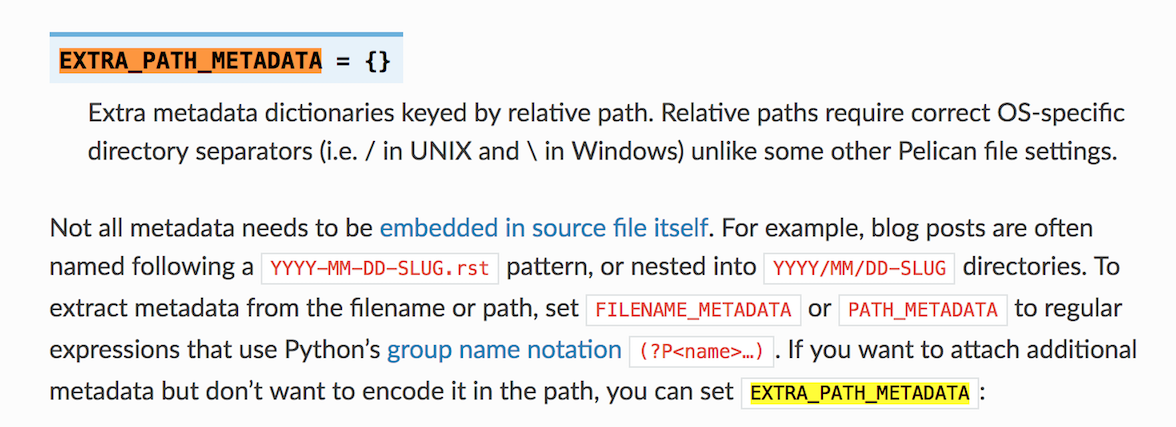 EXTRA_PATH_METADATA = {}
Extra metadata dictionaries keyed by relative path. Relative paths require correct OS-specific
directory separators (i.e. / in UNIX and \ in Windows) unlike some other Pelican file settings.
Not all metadata needs to be embedded in source file itself. For example, blog posts are often
named following a YYYY-MM-DD-SLUG.rst pattern, or nested into YYYY/MM/DD-SLUG directories. To
extract metadata from the filename or path, set FILENAME_METADATA or PATH_METADATA to regular
expressions that use Python’s group name notation (?P<name>…). If you want to attach additional
metadata but don’t want to encode it in the path, you can set EXTRA_PATH_METADATA: